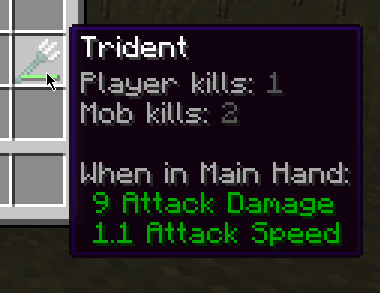 Trident
Player kills: 1
Mob kills: 2
When in Main Hand:
9 Attack Damage
1.1 Attack Speed